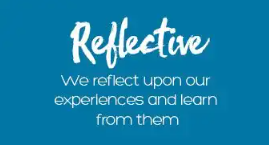 Reflective
We reflect upon our
experiences and learn
from them